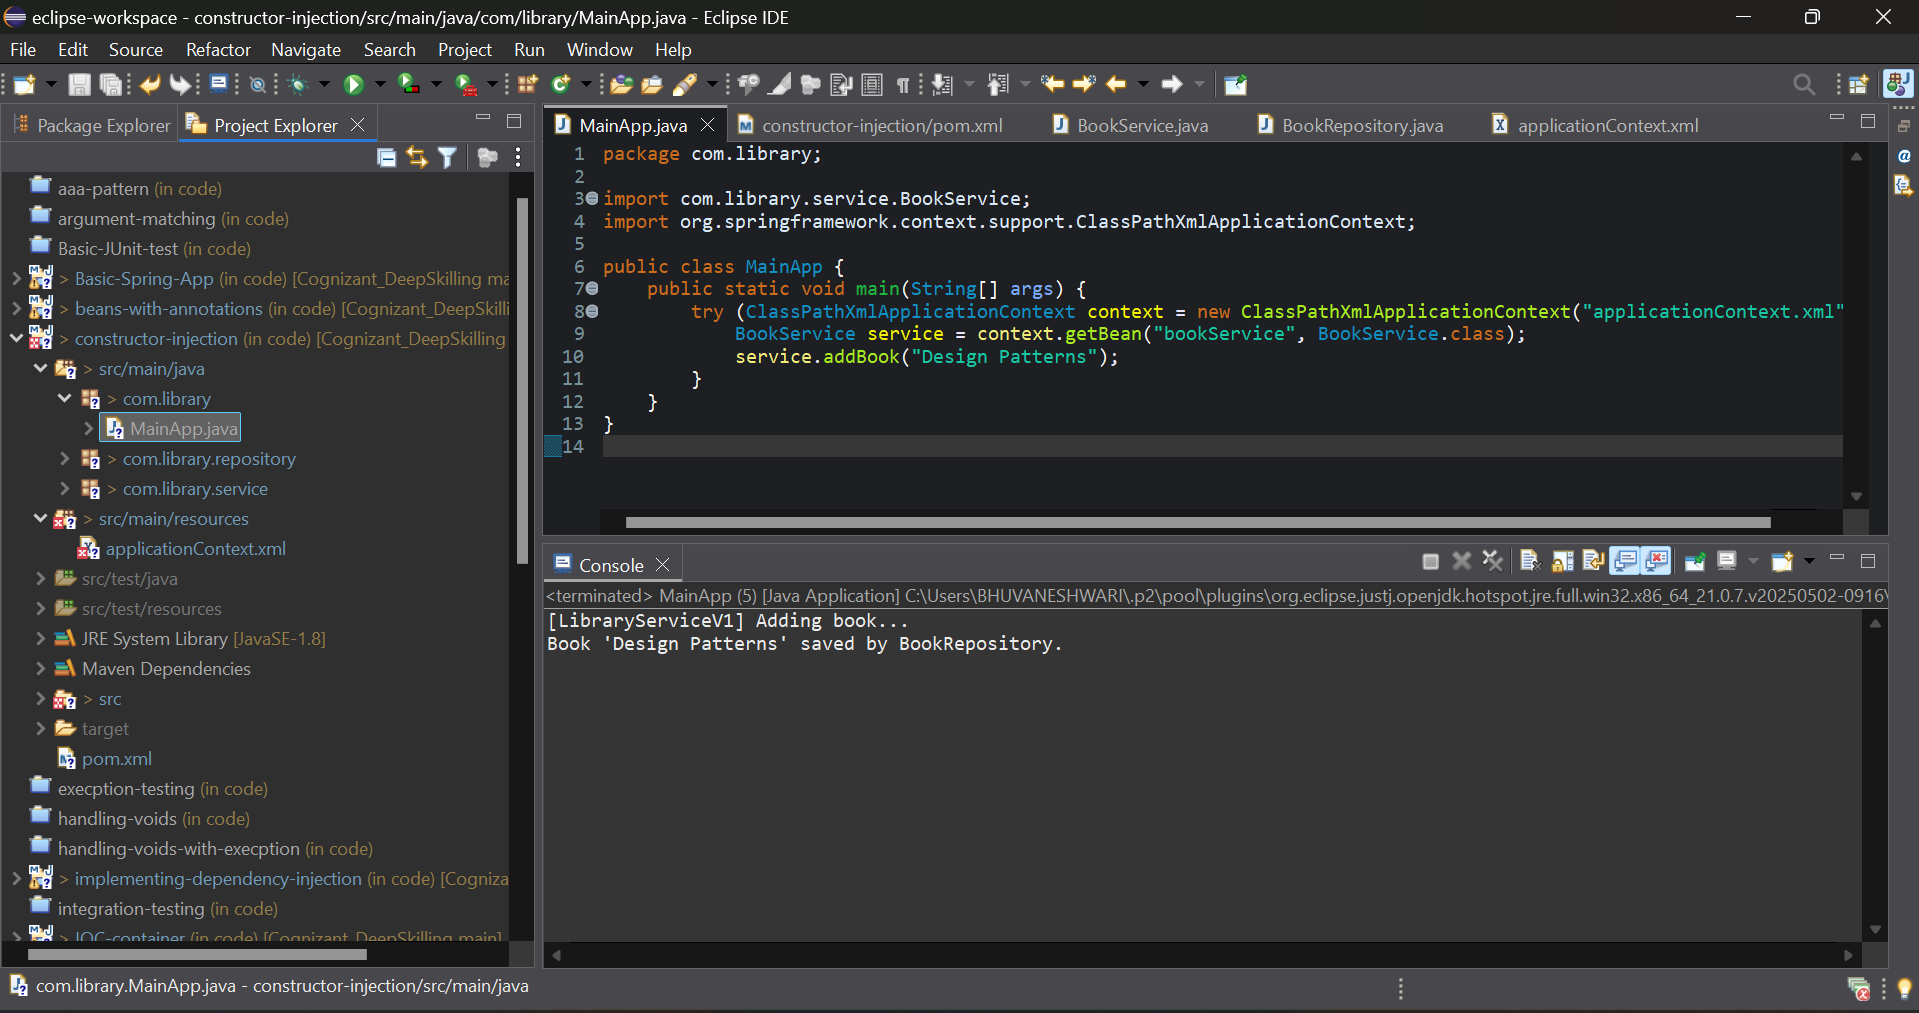 eclipse-workspace - constructor-injection/src/main/java/com/library/MainApp.java - Eclipse IDE
File Edit Source Refactor Navigate Search Project Run Window Help
Package Explorer
Project Explorer
aaa-pattern (in code)
argument-matching (in code)
Basic-JUnit-test (in code)
> Basic-Spring-App (in code) [Cognizant_DeepSkilling ma
> beans-with-annotations (in code) [Cognizant_DeepSkilli
> constructor-injection (in code) [Cognizant_DeepSkilling
> src/main/java
> com.library
MainApp.java
> com.library.repository
> com.library.service
> src/main/resources
applicationContext.xml
src/test/java
src/test/resources
JRE System Library [JavaSE-1.8]
Maven Dependencies
> src
target
pom.xml
execption-testing (in code)
handling-voids (in code)
handling-voids-with-execption (in code)
> implementing-dependency-injection (in code) [Cogniza
integration-testing (in code)
> IOC-container (in code) [Cognizant_DeepSkilling main]
MainApp.java
constructor-injection/pom.xml
BookService.java
BookRepository.java
applicationContext.xml
1 package com.library;
2
3 import com.library.service.BookService;
4 import org.springframework.context.support.ClassPathXmlApplicationContext;
5
6 public class MainApp {
7 public static void main(String[] args) {
8 try (ClassPathXmlApplicationContext context = new ClassPathXmlApplicationContext("applicationContext.xml"
9 BookService service = context.getBean("bookService", BookService.class);
10 service.addBook("Design Patterns");
11 }
12 }
13 }
14
Console
<terminated> MainApp (5) [Java Application] C:\Users\BHUVANESHWARI\.p2\pool\plugins\org.eclipse.justj.openjdk.hotspot.jre.full.win32.x86_64_21.0.7.v20250502-0916\
[LibraryServiceV1] Adding book...
Book 'Design Patterns' saved by BookRepository.
com.library.MainApp.java - constructor-injection/src/main/java